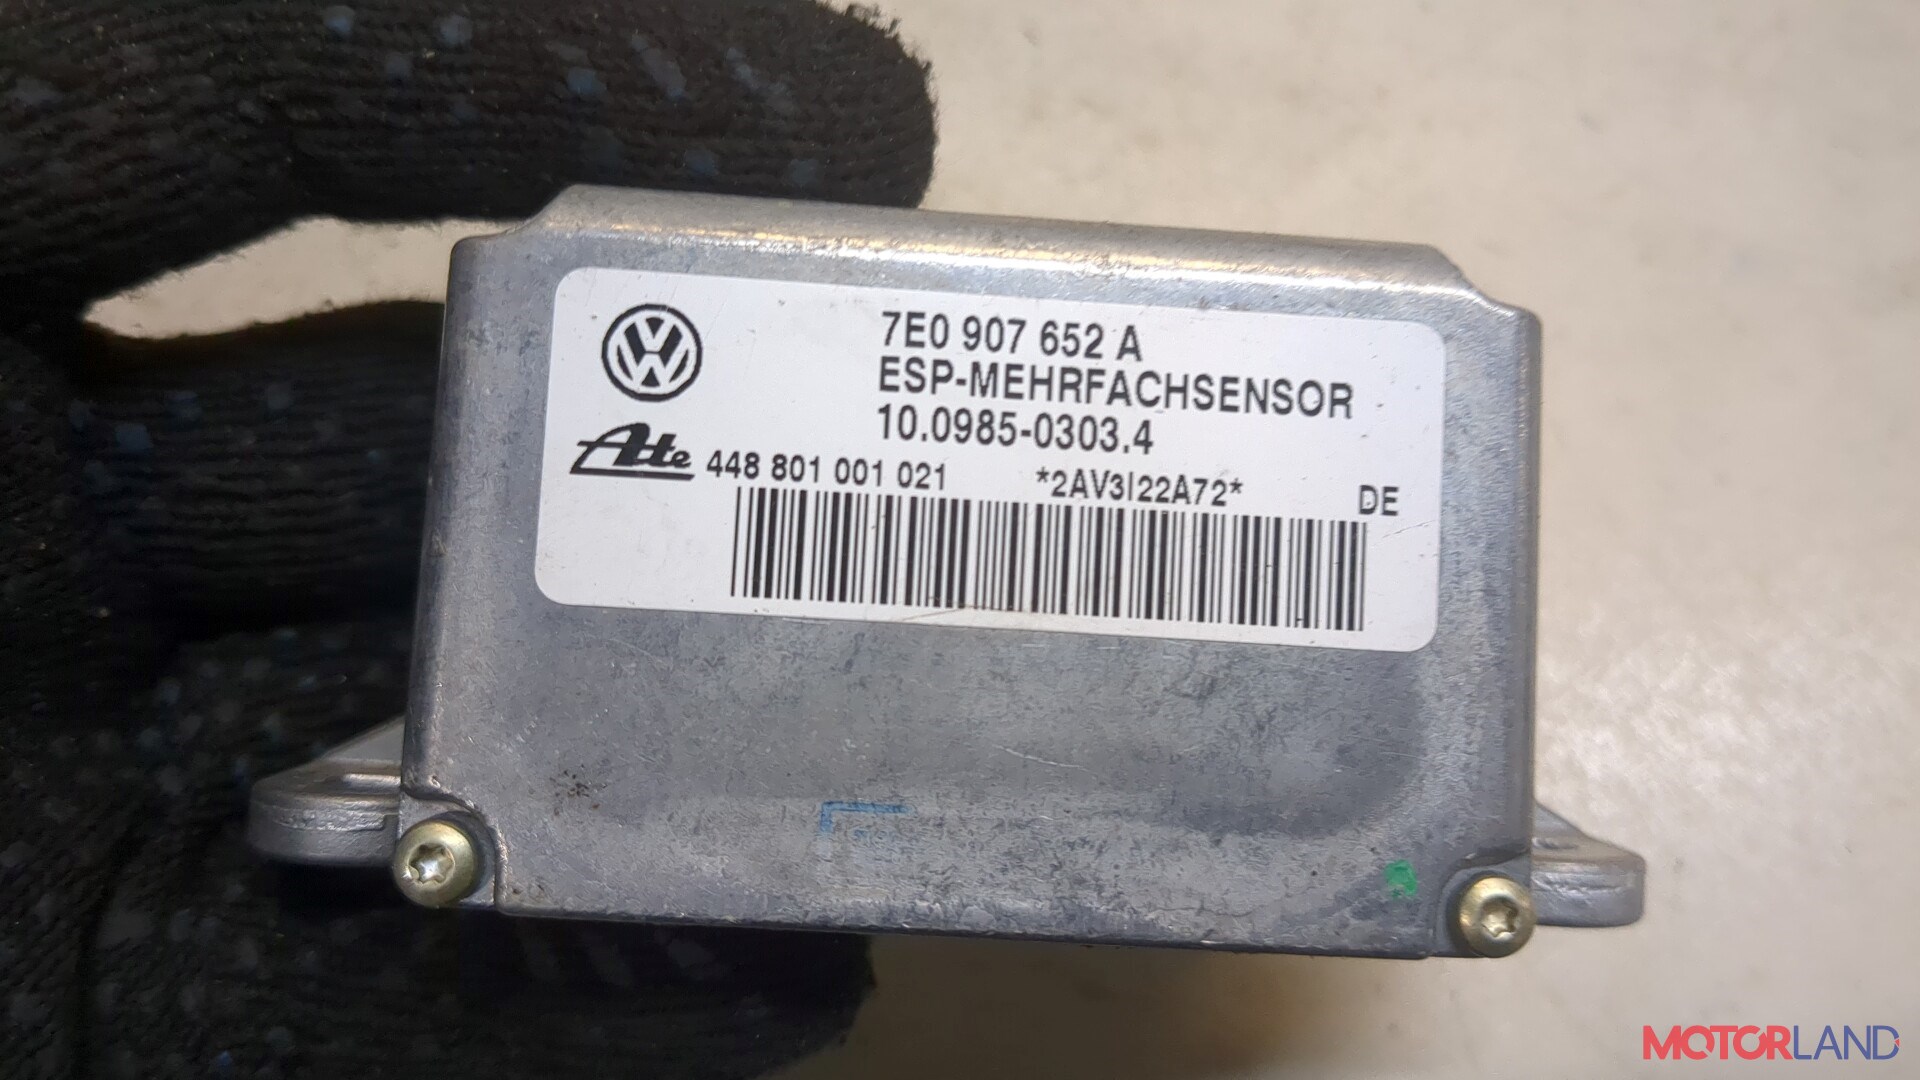 7E0 907 652 A
ESP-MEHRFACHSENSOR
10.0985-0303.4
Ate 448 801 001 021 *2AV3I22A72* DE
MOTORLAND